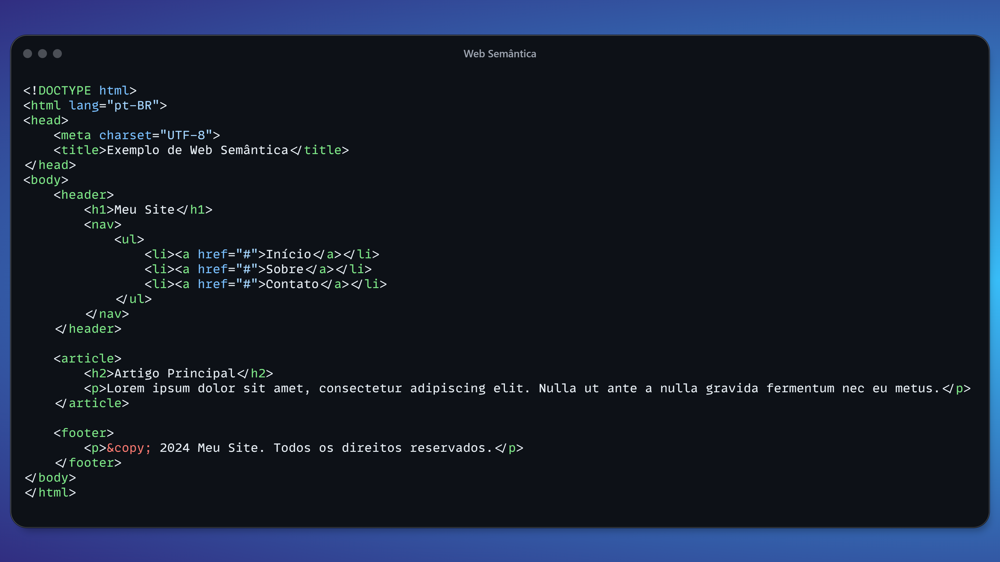 Web Semântica
<!DOCTYPE html>
<html lang="pt-BR">
<head>
    <meta charset="UTF-8">
    <title>Exemplo de Web Semântica</title>
</head>
<body>
    <header>
        <h1>Meu Site</h1>
        <nav>
            <ul>
                <li><a href="#">Início</a></li>
                <li><a href="#">Sobre</a></li>
                <li><a href="#">Contato</a></li>
            </ul>
        </nav>
    </header>

    <article>
        <h2>Artigo Principal</h2>
        <p>Lorem ipsum dolor sit amet, consectetur adipiscing elit. Nulla ut ante a nulla gravida fermentum nec eu metus.</p>
    </article>

    <footer>
        <p>&copy; 2024 Meu Site. Todos os direitos reservados.</p>
    </footer>
</body>
</html>